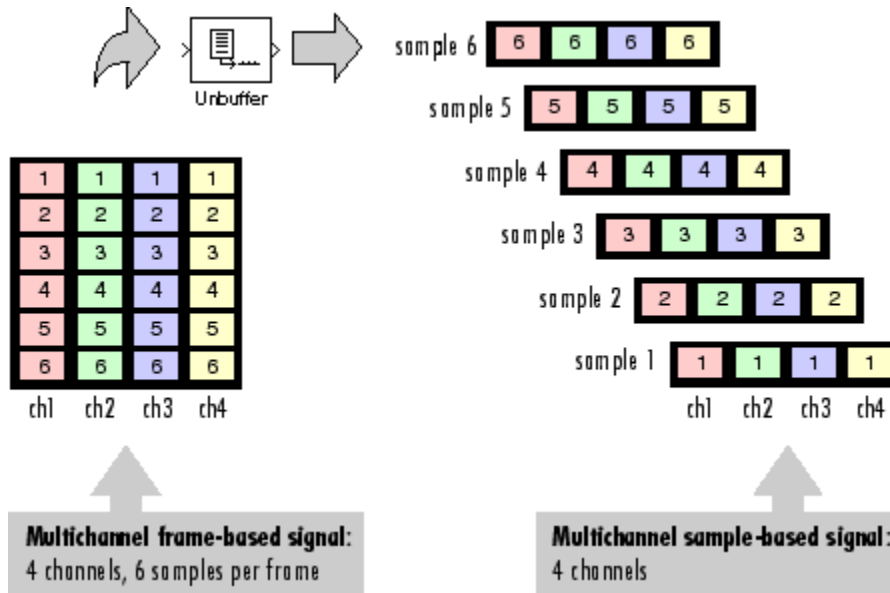 Unbuffer
1 1 1 1
2 2 2 2
3 3 3 3
4 4 4 4
5 5 5 5
6 6 6 6
ch1 ch2 ch3 ch4
Multichannel frame-based signal:
4 channels, 6 samples per frame
sample 6 6 6 6 6
sample 5 5 5 5 5
sample 4 4 4 4 4
sample 3 3 3 3 3
sample 2 2 2 2 2
sample 1 1 1 1 1
ch1 ch2 ch3 ch4
Multichannel sample-based signal:
4 channels